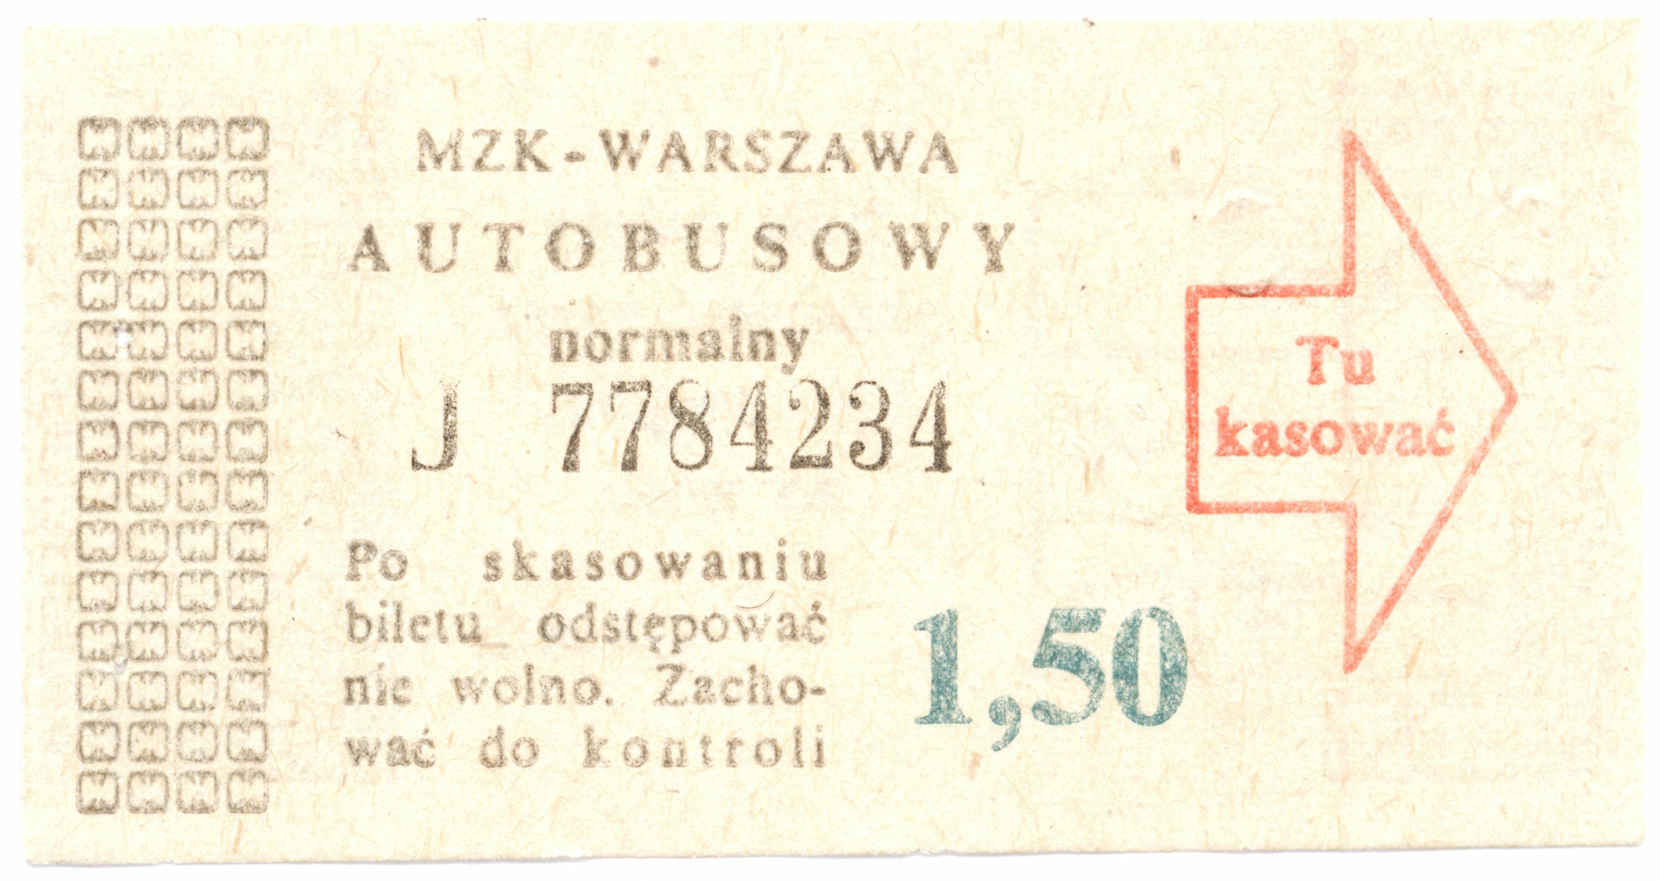 MZK-WARSZAWA
AUTOBUSOWY
normalny
J 7784234
Po skasowaniu
biletu odstępować
nie wolno. Zacho-
wać do kontroli
1,50
Tu
kasować